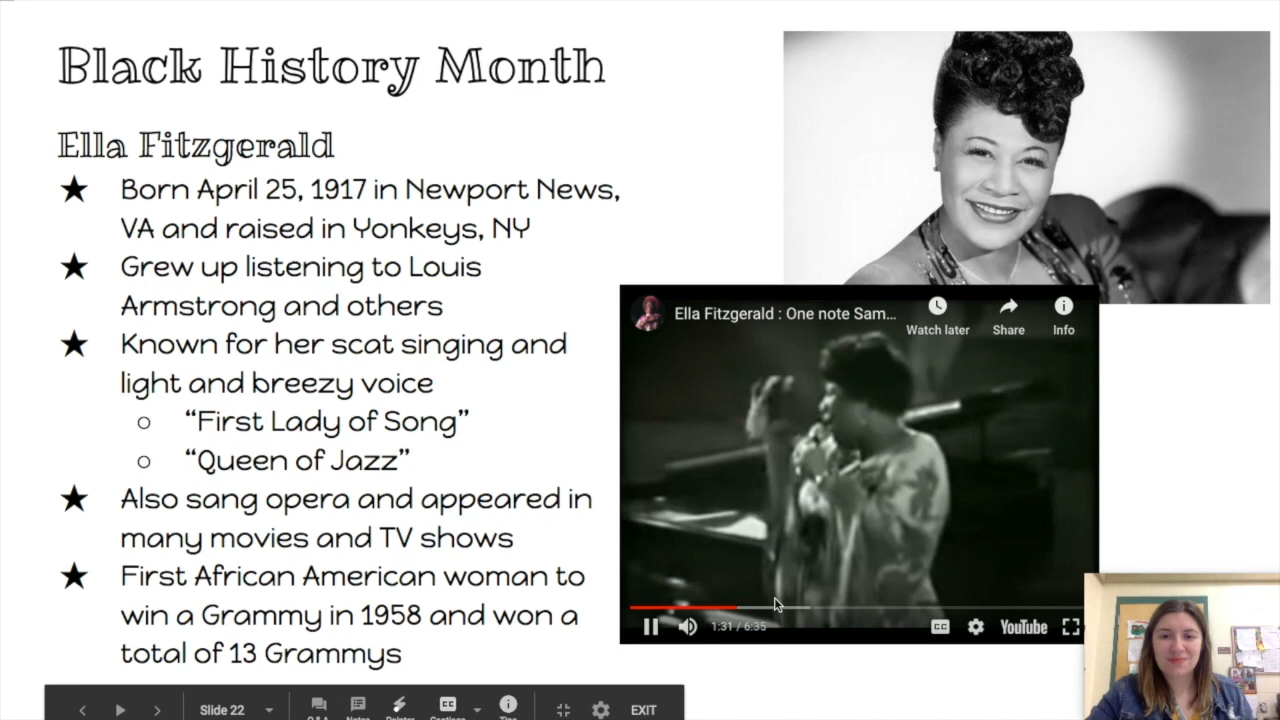 Black History Month
Ella Fitzgerald
★ Born April 25, 1917 in Newport News,
VA and raised in Yonkeys, NY
★ Grew up listening to Louis
Armstrong and others
★ Known for her scat singing and
light and breezy voice
○ “First Lady of Song”
○ “Queen of Jazz”
★ Also sang opera and appeared in
many movies and TV shows
★ First African American woman to
win a Grammy in 1958 and won a
total of 13 Grammys
Ella Fitzgerald : One note Sam...
Watch later Share Info
1:31 / 6:35
CC YouTube
Slide 22
CC
EXIT